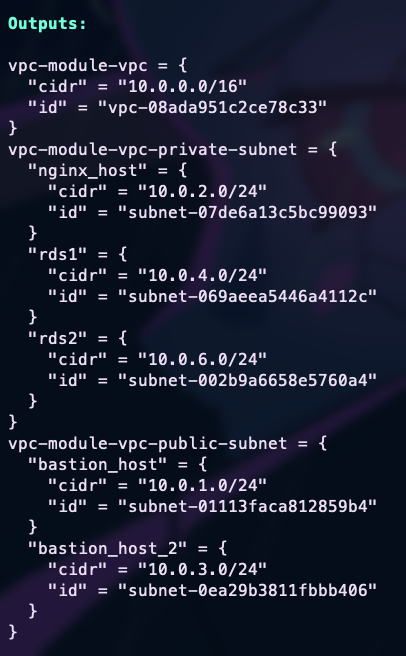 Outputs:
vpc-module-vpc = {
"cidr" = "10.0.0.0/16"
"id" = "vpc-08ada951c2ce78c33"
}
vpc-module-vpc-private-subnet = {
"nginx_host" = {
"cidr" = "10.0.2.0/24"
"id" = "subnet-07de6a13c5bc99093"
}
"rds1" = {
"cidr" = "10.0.4.0/24"
"id" = "subnet-069aeea5446a4112c"
}
"rds2" = {
"cidr" = "10.0.6.0/24"
"id" = "subnet-002b9a6658e5760a4"
}
}
vpc-module-vpc-public-subnet = {
"bastion_host" = {
"cidr" = "10.0.1.0/24"
"id" = "subnet-01113faca812859b4"
}
"bastion_host_2" = {
"cidr" = "10.0.3.0/24"
"id" = "subnet-0ea29b3811fbbb406"
}
}